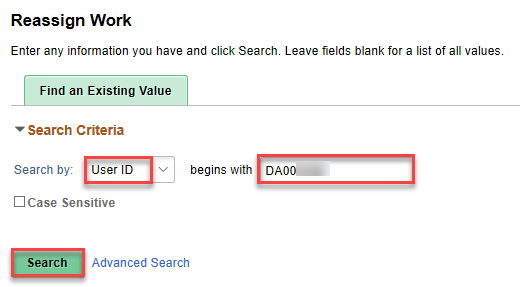 Reassign Work
Enter any information you have and click Search. Leave fields blank for a list of all values.
Find an Existing Value
Search Criteria
Search by: User ID begins with DA00
Case Sensitive
Search Advanced Search